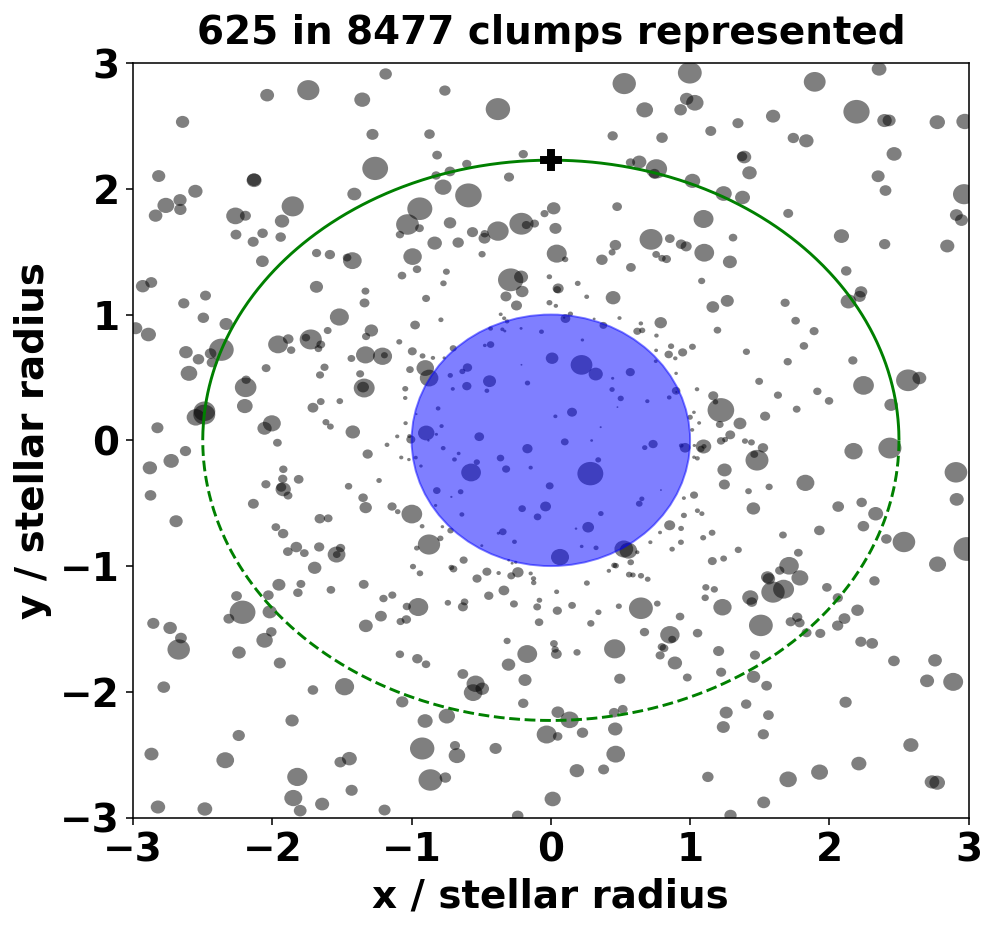 625 in 8477 clumps represented
3
2
1
0
−1
−2
−3
y / stellar radius
−3 −2 −1 0 1 2 3
x / stellar radius